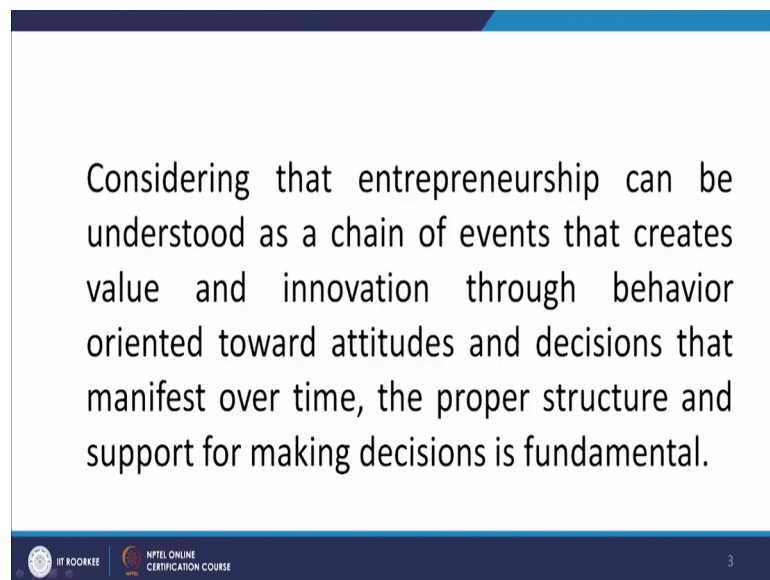 Considering that entrepreneurship can be
understood as a chain of events that creates
value and innovation through behavior
oriented toward attitudes and decisions that
manifest over time, the proper structure and
support for making decisions is fundamental.
IIT ROORKEE
NPTEL ONLINE
CERTIFICATION COURSE
3